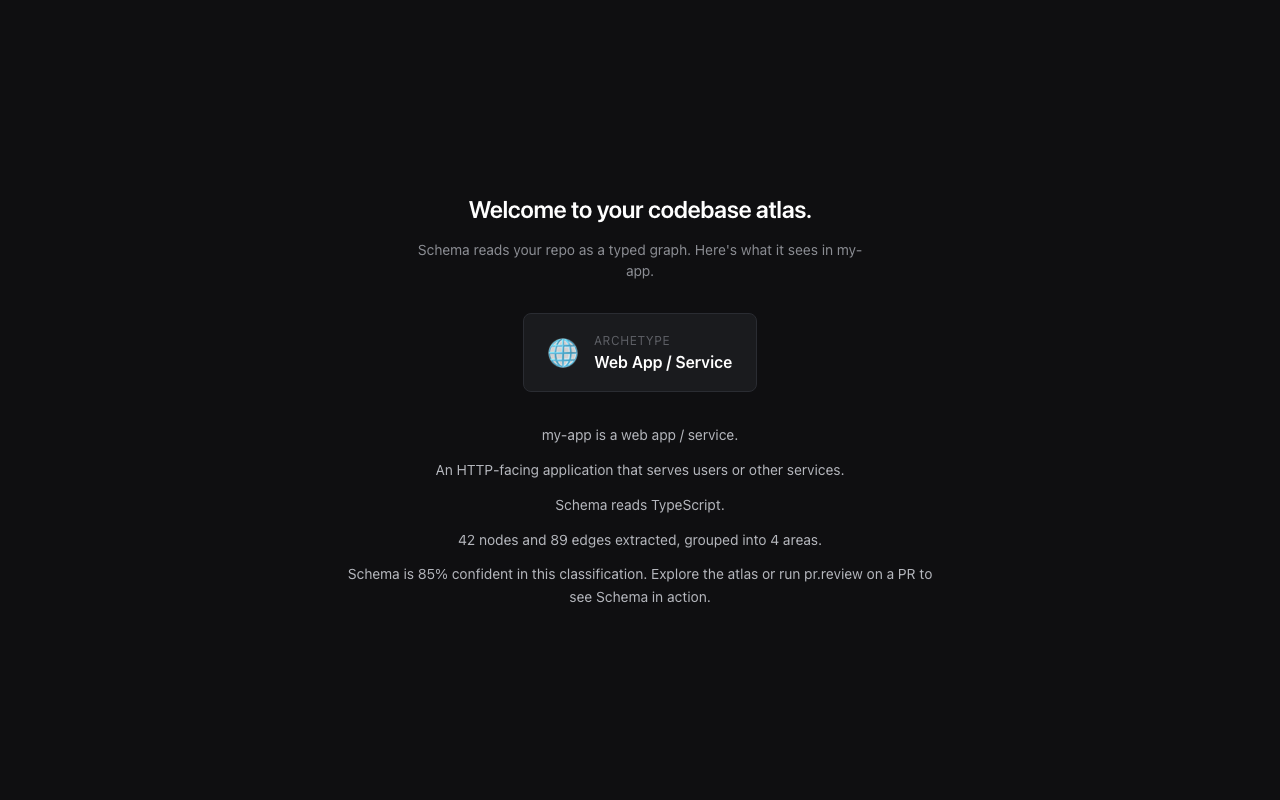 Welcome to your codebase atlas.
Schema reads your repo as a typed graph. Here's what it sees in my-
app.
ARCHETYPE
Web App / Service
my-app is a web app / service.
An HTTP-facing application that serves users or other services.
Schema reads TypeScript.
42 nodes and 89 edges extracted, grouped into 4 areas.
Schema is 85% confident in this classification. Explore the atlas or run pr.review on a PR to
see Schema in action.